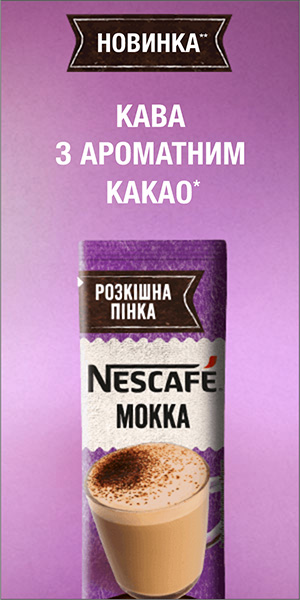 НОВИНКА**
КАВА
З АРОМАТНИМ
КАКАО*
РОЗКІШНА
ПІНКА
NESCAFÉ
МОККА